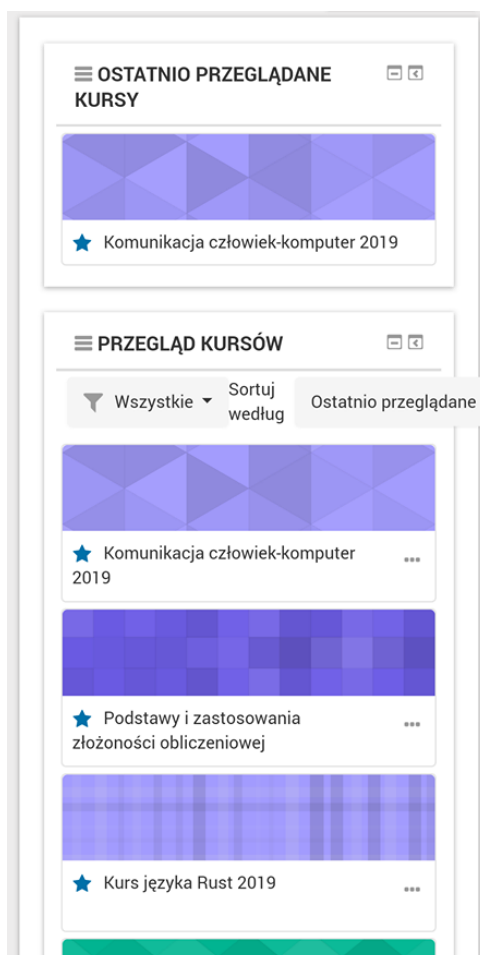 OSTATNIO PRZEGLĄDANE
KURSY
Komunikacja człowiek-komputer 2019
PRZEGLĄD KURSÓW
Wszystkie
Sortuj
według
Ostatnio przeglądane
Komunikacja człowiek-komputer
2019
Podstawy i zastosowania
złożoności obliczeniowej
Kurs języka Rust 2019